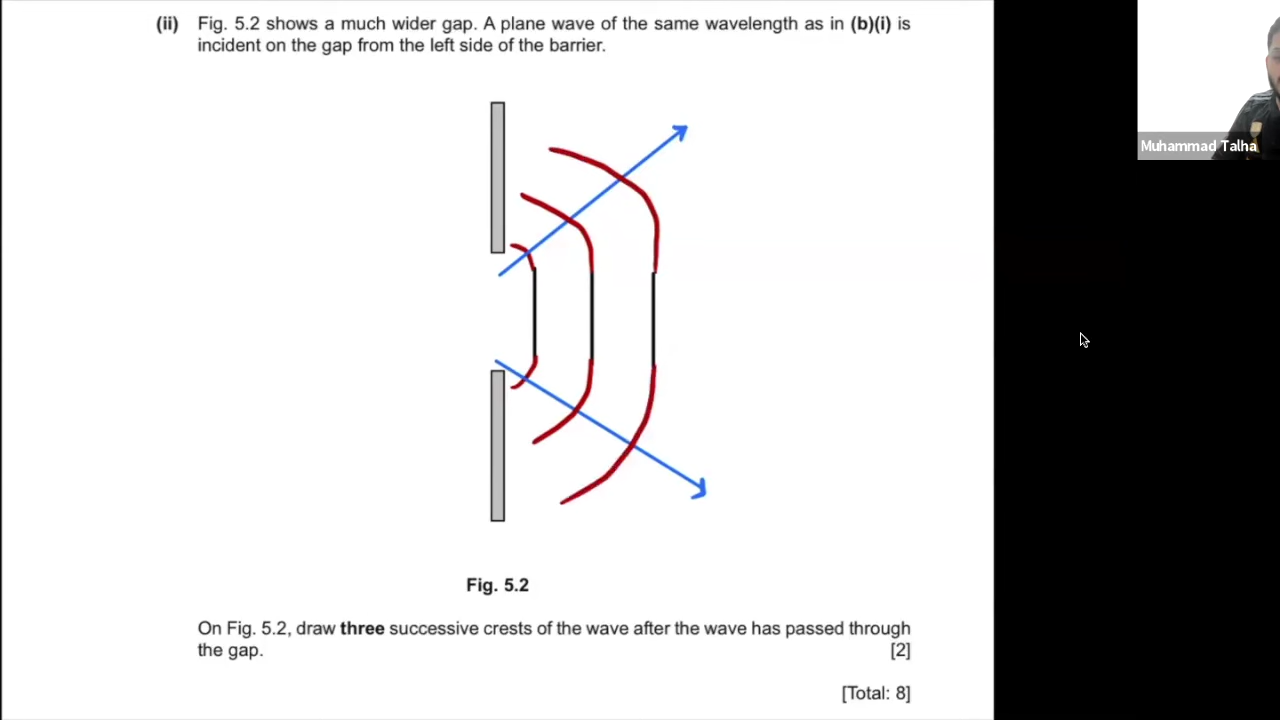 (ii) Fig. 5.2 shows a much wider gap. A plane wave of the same wavelength as in (b)(i) is
incident on the gap from the left side of the barrier.
Muhammad Talha
Fig. 5.2
On Fig. 5.2, draw three successive crests of the wave after the wave has passed through
the gap. [2]
[Total: 8]